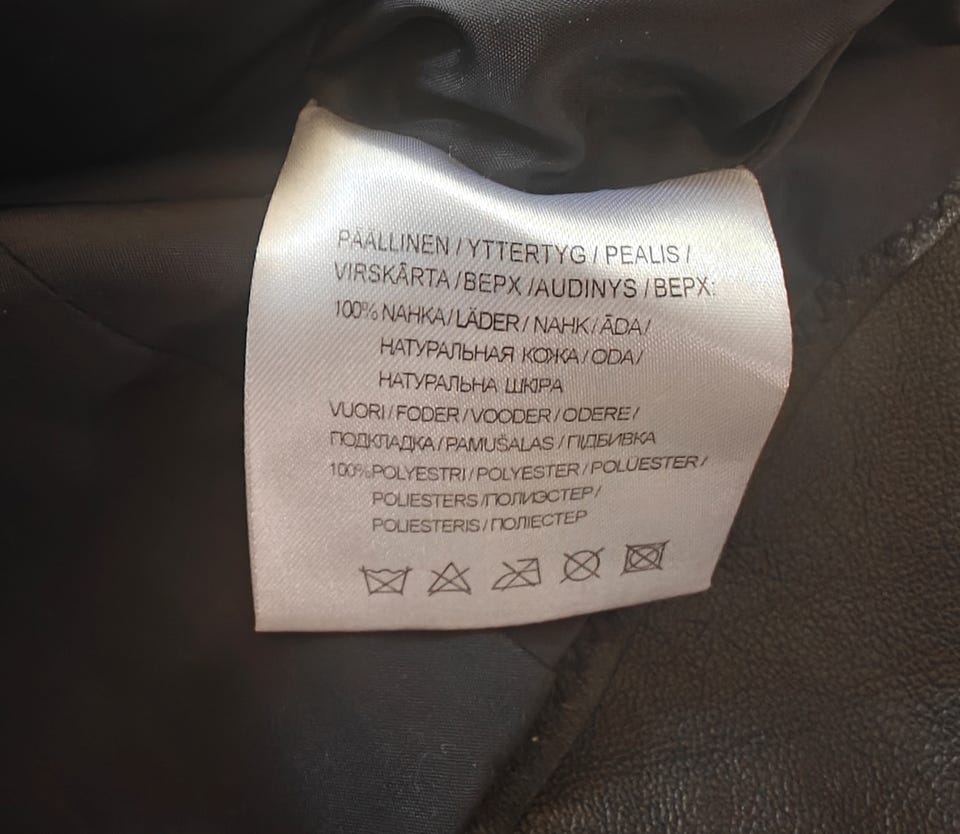 PÄÄLLINEN / YTTERTYG / PEALIS /
VIRSKĀRTA / ВЕРХ / AUDINYS / ВЕРХ:
100% NAHKA / LÄDER / NAHK / ĀDA /
НАТУРАЛЬНАЯ КОЖА / ODA /
НАТУРАЛЬНА ШКІРА
VUORI / FODER / VOODER / ODERE /
ПОДКЛАДКА / PAMUŠALAS / ПІДБИВКА
100% POLYESTRI / POLYESTER / POLÜESTER /
POLIESTERS / ПОЛИЭСТЕР /
POLIESTERIS / ПОЛІЕСТЕР